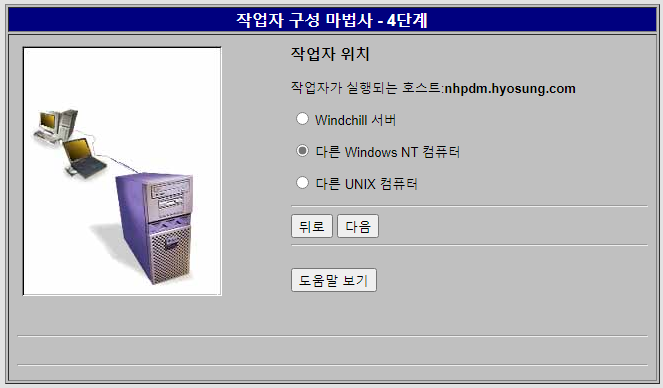 작업자 구성 마법사 - 4단계
작업자 위치
작업자가 실행되는 호스트:nhpdm.hyosung.com
Windchill 서버
다른 Windows NT 컴퓨터
다른 UNIX 컴퓨터
뒤로 다음
도움말 보기